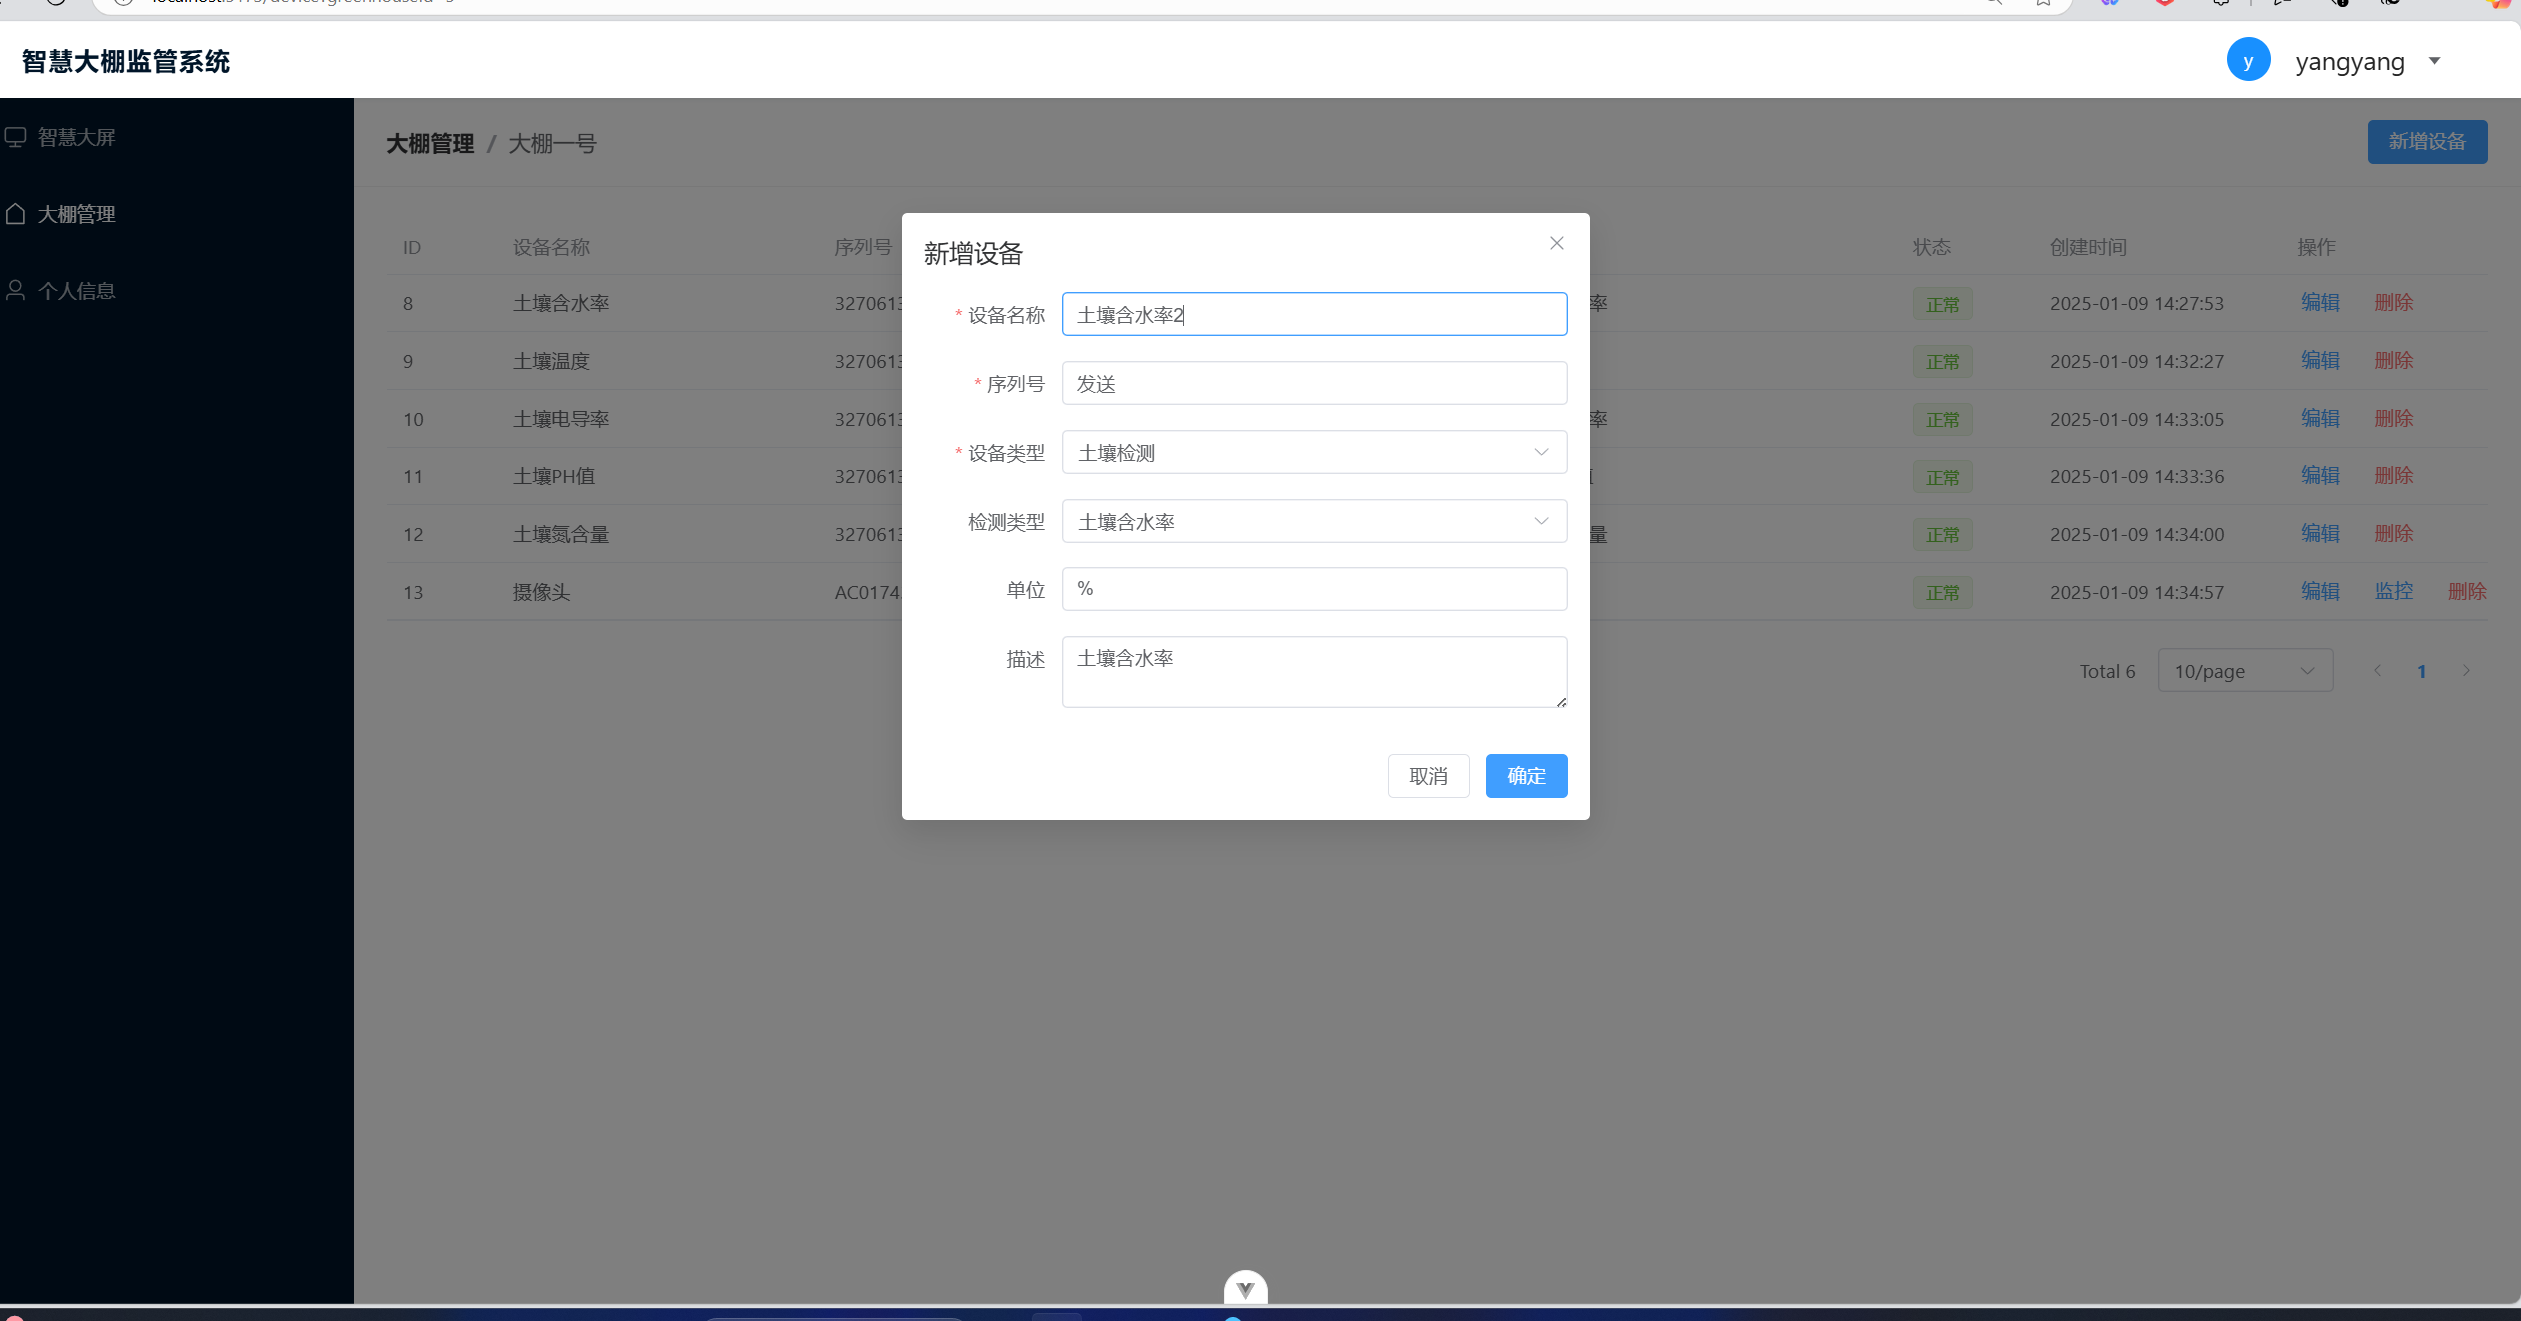 智慧大棚监管系统
y yangyang
智慧大屏
大棚管理
个人信息
大棚管理 / 大棚一号 新增设备
ID 设备名称 序列号 状态 创建时间 操作
8 土壤含水率 327061 率 正常 2025-01-09 14:27:53 编辑 删除
9 土壤温度 327061 正常 2025-01-09 14:32:27 编辑 删除
10 土壤电导率 327061 率 正常 2025-01-09 14:33:05 编辑 删除
11 土壤PH值 327061 正常 2025-01-09 14:33:36 编辑 删除
12 土壤氮含量 327061 量 正常 2025-01-09 14:34:00 编辑 删除
13 摄像头 AC0174 正常 2025-01-09 14:34:57 编辑 监控 删除
Total 6 10/page 1
新增设备
* 设备名称 土壤含水率2
* 序列号 发送
* 设备类型 土壤检测
检测类型 土壤含水率
单位 %
描述 土壤含水率
取消 确定